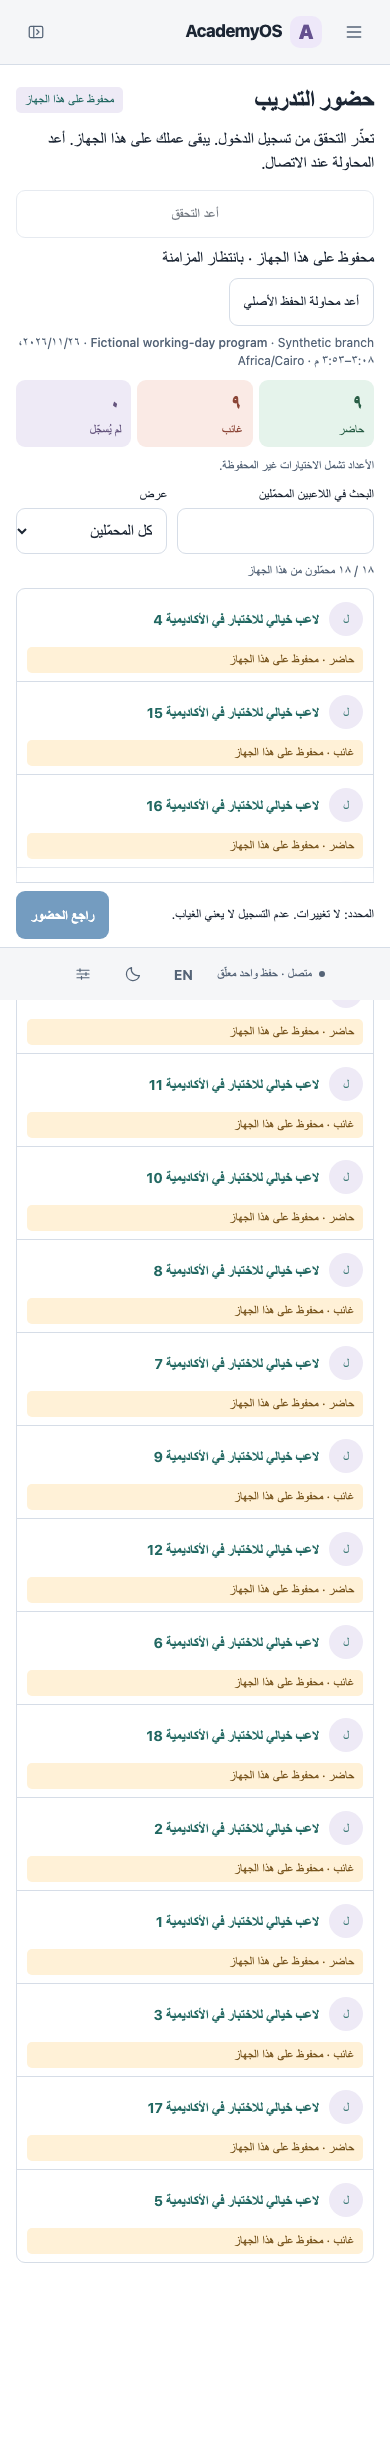 A AcademyOS
حضور التدريب
محفوظ على هذا الجهاز
تعذّر التحقق من تسجيل الدخول. يبقى عملك على هذا الجهاز. أعد
المحاولة عند الاتصال.
أعد التحقق
محفوظ على هذا الجهاز · بانتظار المزامنة
أعد محاولة الحفظ الأصلي
Fictional working-day program · Synthetic branch · ٢٠٢٦/١١/٢٦،
٣:٠٨–٣:٥٣ م · Africa/Cairo
٩
حاضر
٩
غائب
٠
لم يُسجّل
الأعداد تشمل الاختيارات غير المحفوظة.
البحث في اللاعبين المحمّلين
عرض
كل المحمّلين
١٨ / ١٨ محمّلون من هذا الجهاز
ل
لاعب خيالي للاختبار في الأكاديمية 4
حاضر · محفوظ على هذا الجهاز
ل
لاعب خيالي للاختبار في الأكاديمية 15
غائب · محفوظ على هذا الجهاز
ل
لاعب خيالي للاختبار في الأكاديمية 16
حاضر · محفوظ على هذا الجهاز
المحدد: لا تغييرات. عدم التسجيل لا يعني الغياب.
راجع الحضور
متصل · حفظ واحد معلّق
EN
حاضر · محفوظ على هذا الجهاز
ل
لاعب خيالي للاختبار في الأكاديمية 11
غائب · محفوظ على هذا الجهاز
ل
لاعب خيالي للاختبار في الأكاديمية 10
حاضر · محفوظ على هذا الجهاز
ل
لاعب خيالي للاختبار في الأكاديمية 8
غائب · محفوظ على هذا الجهاز
ل
لاعب خيالي للاختبار في الأكاديمية 7
حاضر · محفوظ على هذا الجهاز
ل
لاعب خيالي للاختبار في الأكاديمية 9
غائب · محفوظ على هذا الجهاز
ل
لاعب خيالي للاختبار في الأكاديمية 12
حاضر · محفوظ على هذا الجهاز
ل
لاعب خيالي للاختبار في الأكاديمية 6
غائب · محفوظ على هذا الجهاز
ل
لاعب خيالي للاختبار في الأكاديمية 18
حاضر · محفوظ على هذا الجهاز
ل
لاعب خيالي للاختبار في الأكاديمية 2
غائب · محفوظ على هذا الجهاز
ل
لاعب خيالي للاختبار في الأكاديمية 1
حاضر · محفوظ على هذا الجهاز
ل
لاعب خيالي للاختبار في الأكاديمية 3
غائب · محفوظ على هذا الجهاز
ل
لاعب خيالي للاختبار في الأكاديمية 17
حاضر · محفوظ على هذا الجهاز
ل
لاعب خيالي للاختبار في الأكاديمية 5
غائب · محفوظ على هذا الجهاز